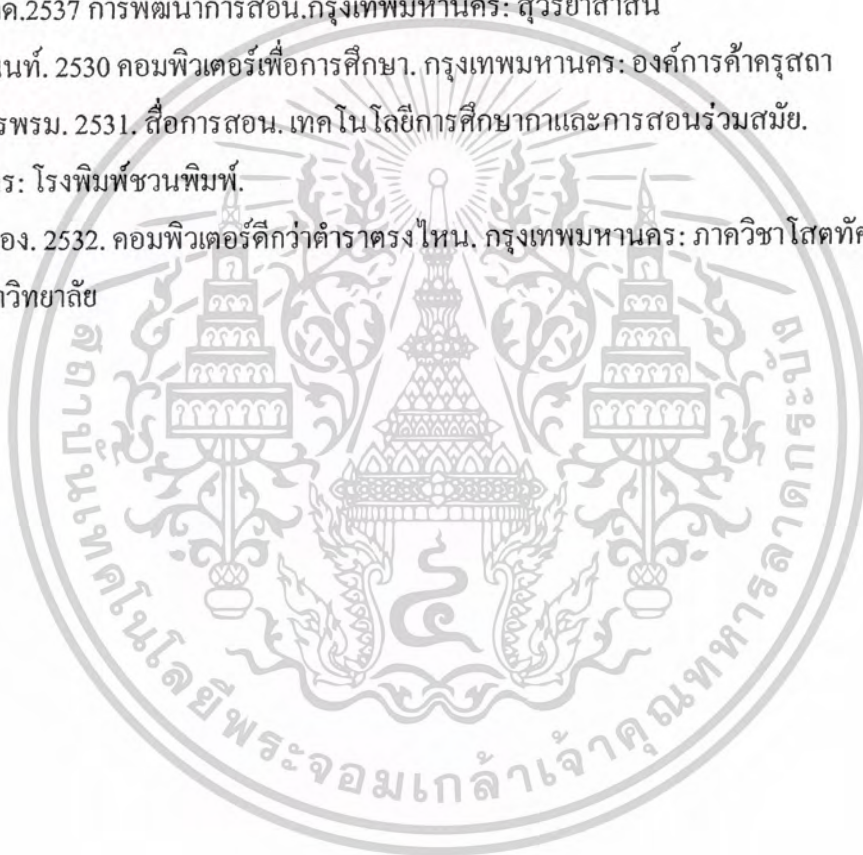 ค.2537 การพัฒนาการสอน.กรุงเทพมหานคร: สุวีริยาสาส์น
นนท์. 2530 คอมพิวเตอร์เพื่อการศึกษา. กรุงเทพมหานคร: องค์การค้าครุสถา
รพรม. 2531. สื่อการสอน. เทคโนโลยีการศึกษากาและการสอนร่วมสมัย.
ร: โรงพิมพ์ชวนพิมพ์.
อง. 2532. คอมพิวเตอร์ดีกว่าตำราตรงไหน. กรุงเทพมหานคร: ภาควิชาโสตทัศ
าวิทยาลัย
สถาบันเทคโนโลยีพระจอมเกล้าเจ้าคุณทหารลาดกระบัง
๔